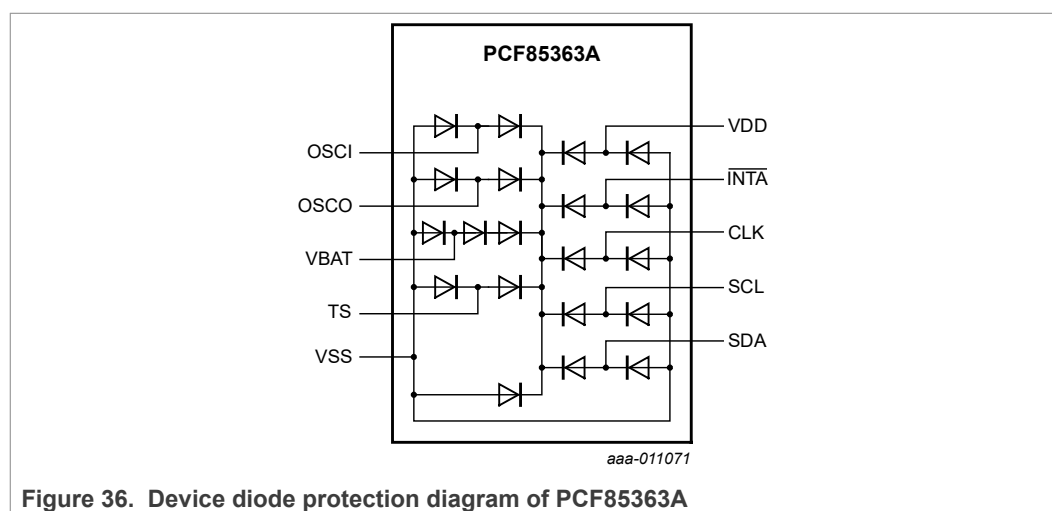 PCF85363A
OSCI
OSCO
VBAT
TS
VSS
VDD
INTA
CLK
SCL
SDA
aaa-011071
Figure 36. Device diode protection diagram of PCF85363A